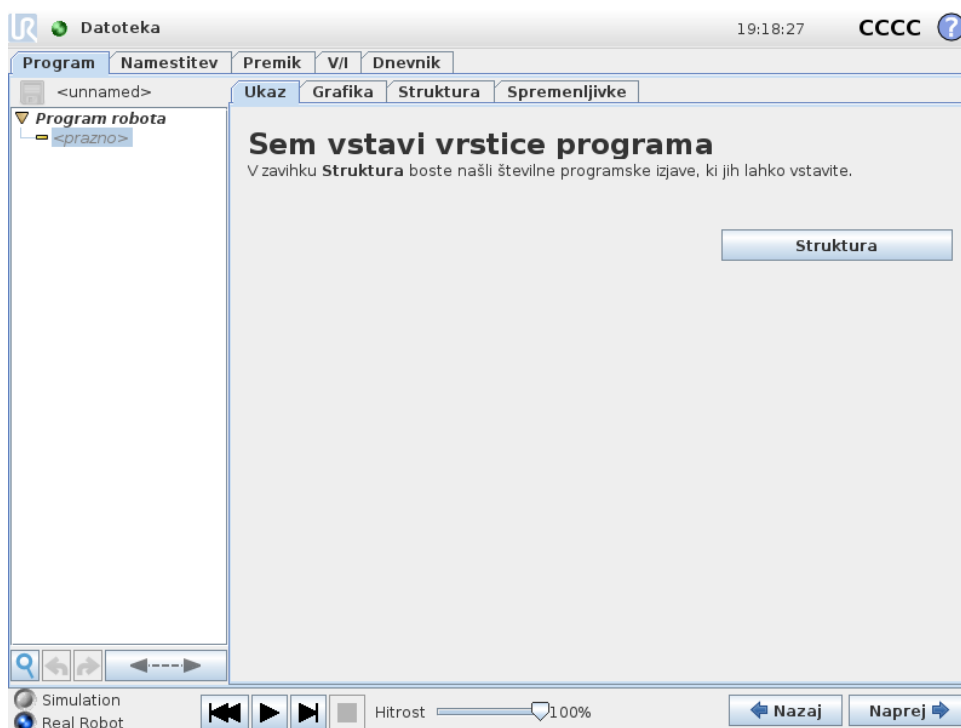 UR Datoteka 19:18:27 CCCC ?
Program Namestitev Premik V/I Dnevnik
<unnamed> Ukaz Grafika Struktura Spremenljivke
Program robota
<prazno>
Sem vstavi vrstice programa
V zavihku Struktura boste našli številne programske izjave, ki jih lahko vstavite.
Struktura
Simulation
Real Robot
Hitrost 100% Nazaj Naprej